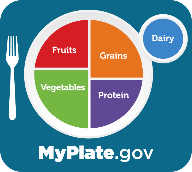 Dairy
Fruits
Grains
Vegetables
Protein
MyPlate.gov